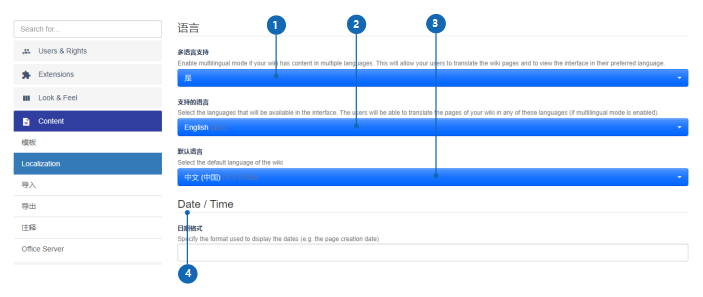 Search for...
Users & Rights
Extensions
Look & Feel
Content
模板
Localization
导入
导出
注释
Office Server
语言
1
2
3
多语言支持
Enable multilingual mode if your wiki has content in multiple languages. This will allow your users to translate the wiki pages and to view the interface in their preferred language.
是
支持的语言
Select the languages that will be available in the interface. The users will be able to translate the pages of your wiki in any of these languages (if multilingual mode is enabled).
English
默认语言
Select the default language of the wiki
中文 (中国)
Date / Time
日期格式
Specify the format used to display the dates (e.g. the page creation date)
4